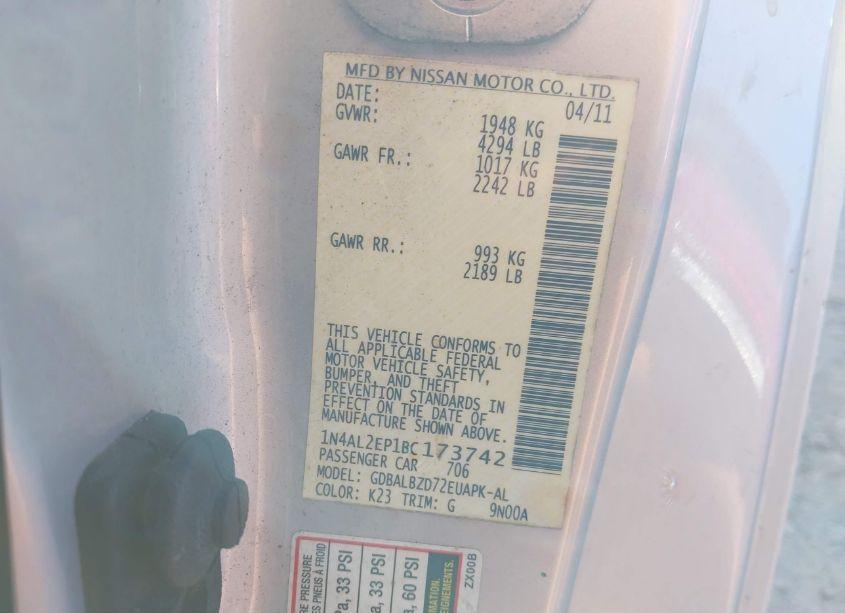 MFD BY NISSAN MOTOR CO., LTD.
DATE: 04/11
GVWR: 1948 KG
4294 LB
GAWR FR.: 1017 KG
2242 LB
GAWR RR.: 993 KG
2189 LB
THIS VEHICLE CONFORMS TO
ALL APPLICABLE FEDERAL
MOTOR VEHICLE SAFETY,
BUMPER, AND THEFT
PREVENTION STANDARDS IN
EFFECT ON THE DATE OF
MANUFACTURE SHOWN ABOVE.
1N4AL2EP1BC173742
PASSENGER CAR 706
MODEL: GDBALBZD72EUAPK-AL
COLOR: K23 TRIM: G 9N00A
PRESSURE
PNEUS À FROID
33 PSI
33 PSI
60 PSI
ZX00B